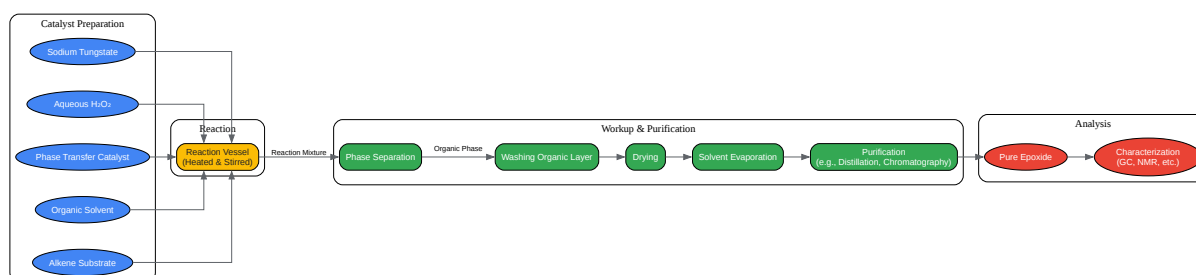 Catalyst Preparation
Sodium Tungstate
Aqueous H₂O₂
Phase Transfer Catalyst
Organic Solvent
Alkene Substrate
Reaction
Reaction Vessel
(Heated & Stirred)
Reaction Mixture
Workup & Purification
Phase Separation
Organic Phase
Washing Organic Layer
Drying
Solvent Evaporation
Purification
(e.g., Distillation, Chromatography)
Analysis
Pure Epoxide
Characterization
(GC, NMR, etc.)